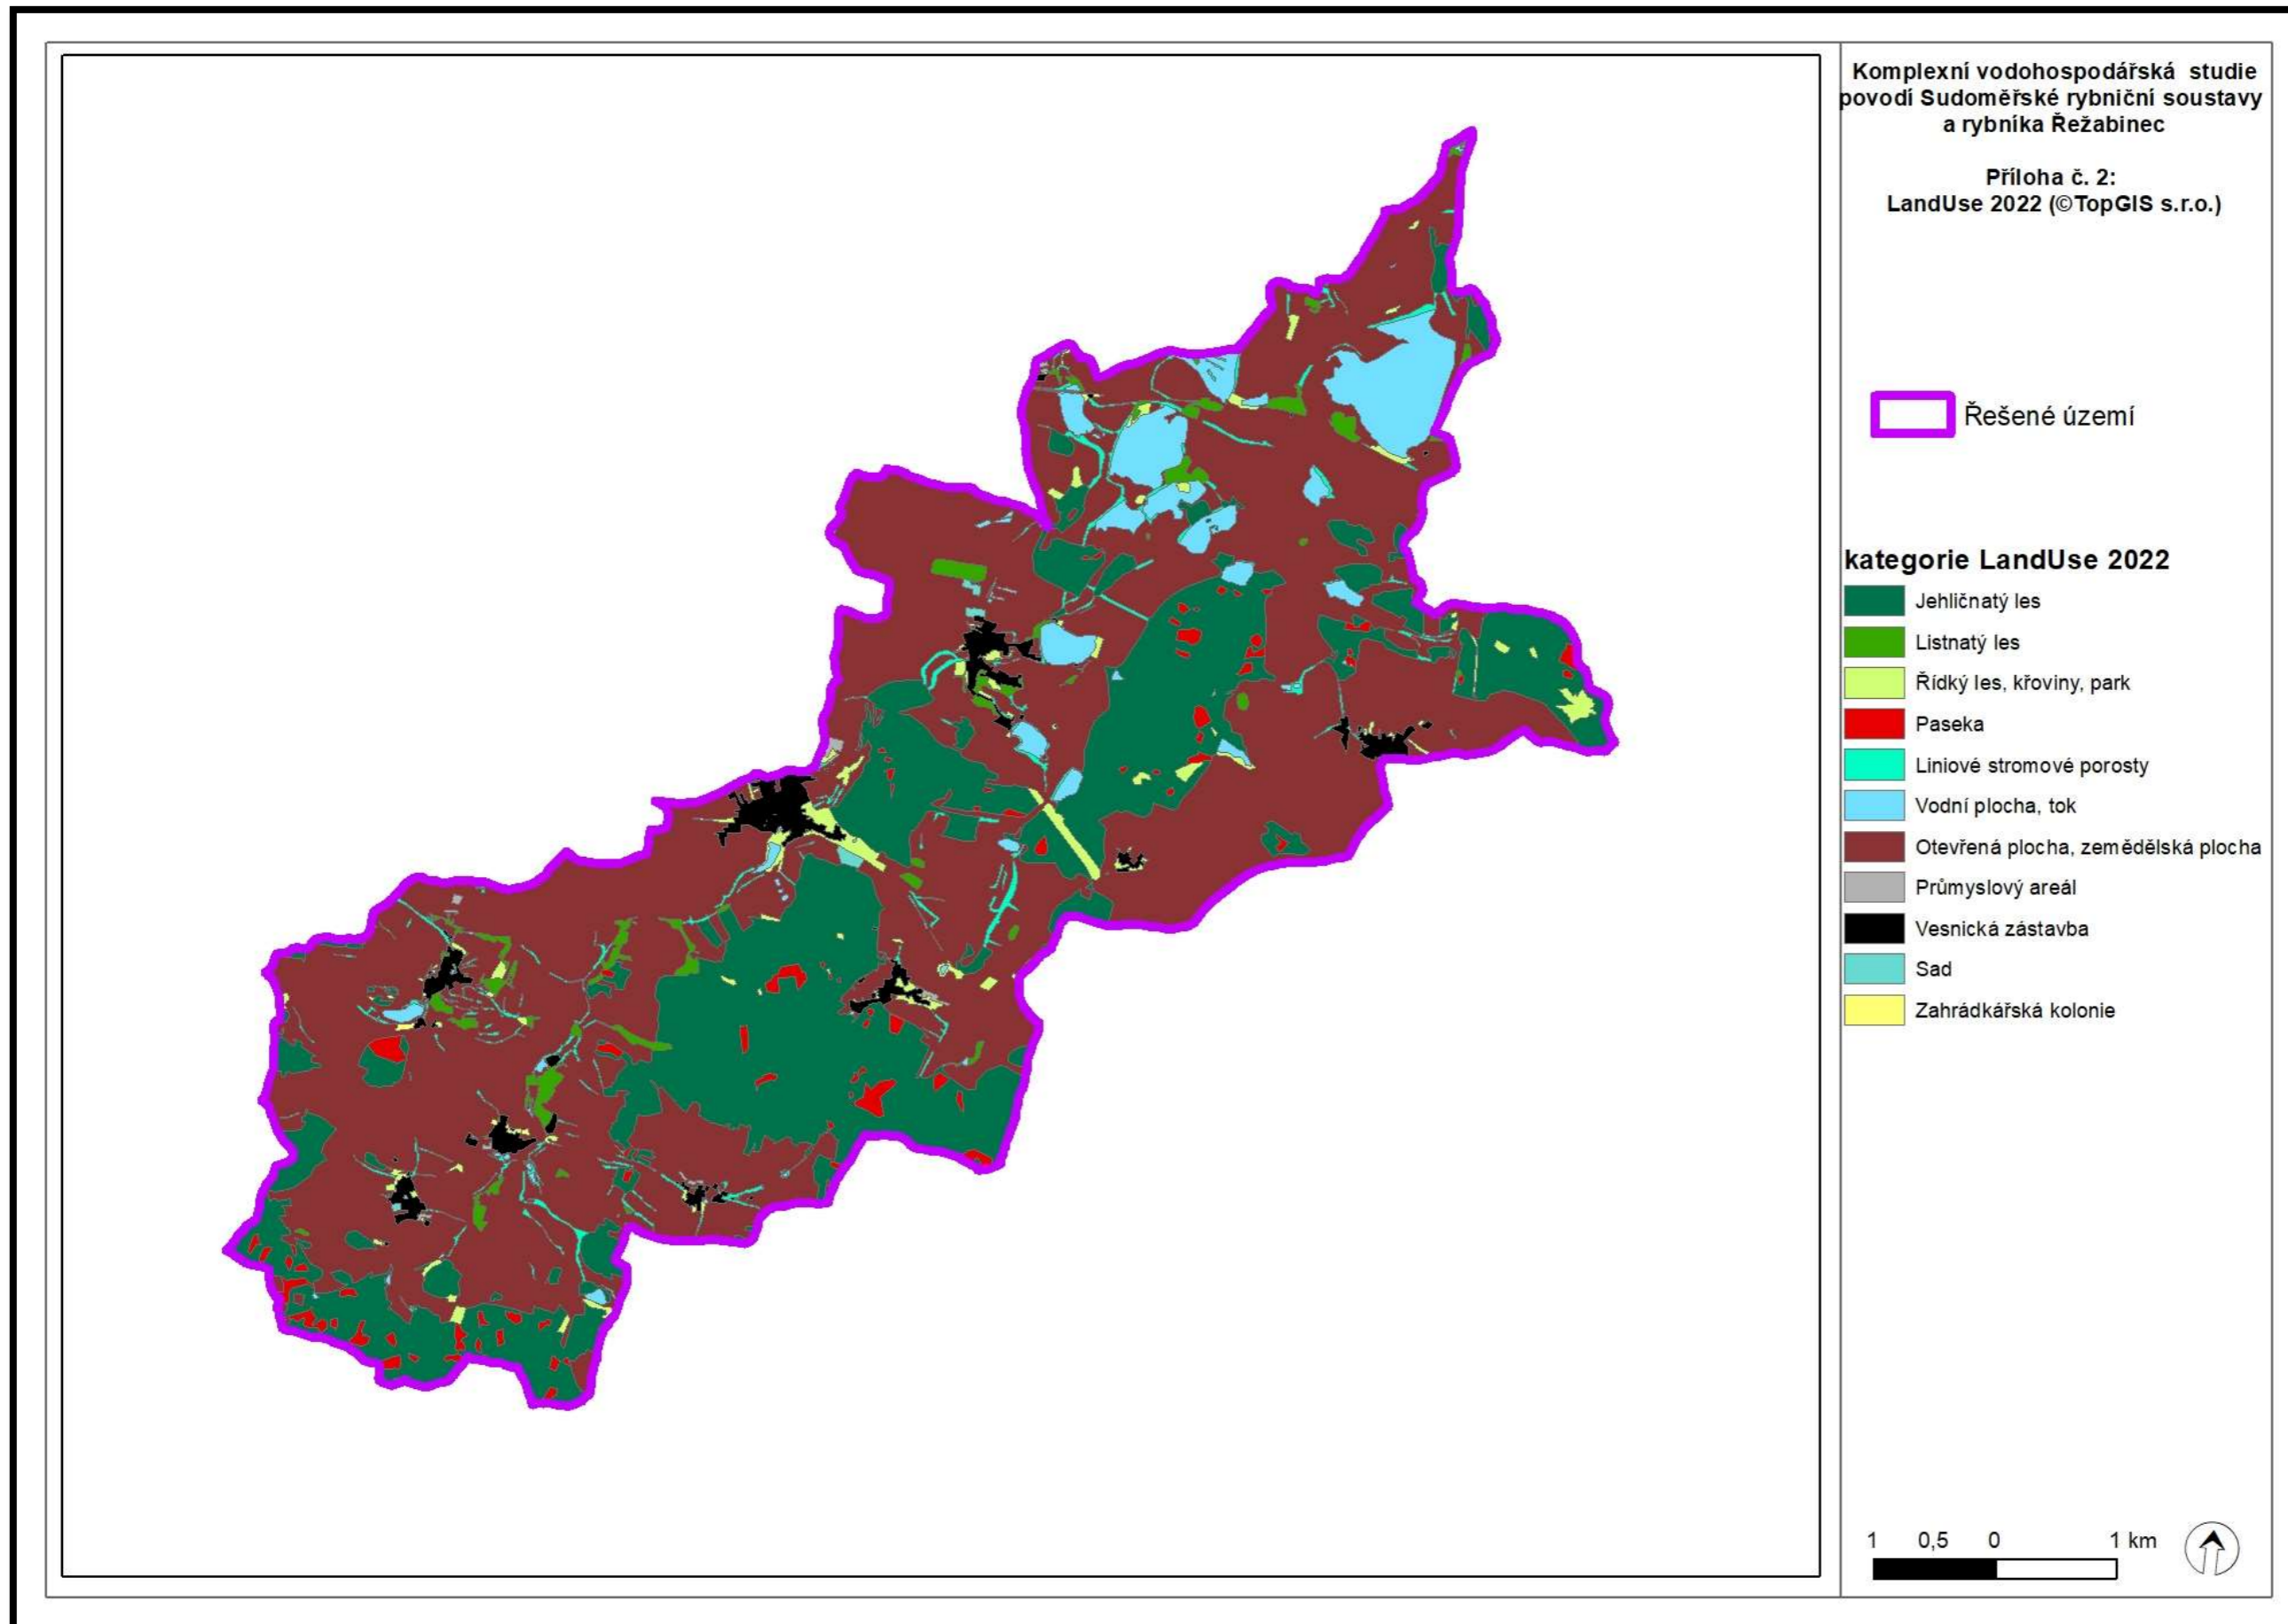 Komplexní vodohospodářská studie
povodí Sudoměřské rybniční soustavy
a rybníka Řežabinec
Příloha č. 2:
LandUse 2022 (©TopGIS s.r.o.)
Řešené území
kategorie LandUse 2022
Jehličnatý les
Listnatý les
Řídký les, křoviny, park
Paseka
Liniové stromové porosty
Vodní plocha, tok
Otevřená plocha, zemědělská plocha
Průmyslový areál
Vesnická zástavba
Sad
Zahrádkářská kolonie
1 0,5 0 1 km